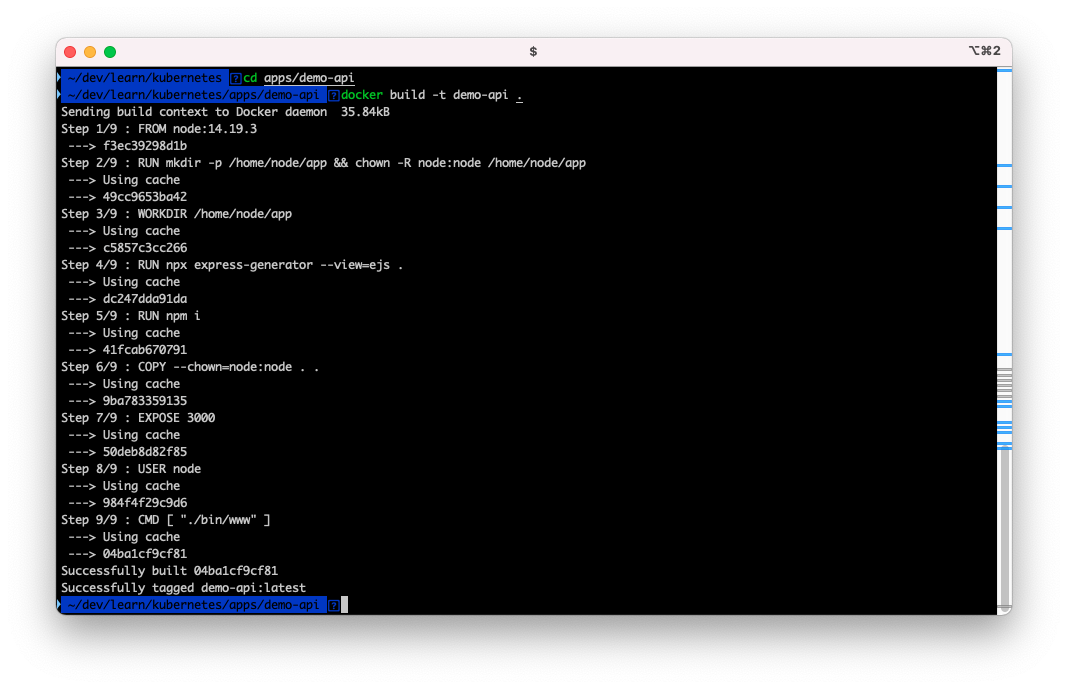 $
⌥⌘2
~/dev/learn/kubernetes ? cd apps/demo-api
~/dev/learn/kubernetes/apps/demo-api ? docker build -t demo-api .
Sending build context to Docker daemon  35.84kB
Step 1/9 : FROM node:14.19.3
 ---> f3ec39298d1b
Step 2/9 : RUN mkdir -p /home/node/app && chown -R node:node /home/node/app
 ---> Using cache
 ---> 49cc9653ba42
Step 3/9 : WORKDIR /home/node/app
 ---> Using cache
 ---> c5857c3cc266
Step 4/9 : RUN npx express-generator --view=ejs .
 ---> Using cache
 ---> dc247dda91da
Step 5/9 : RUN npm i
 ---> Using cache
 ---> 41fcab670791
Step 6/9 : COPY --chown=node:node . .
 ---> Using cache
 ---> 9ba783359135
Step 7/9 : EXPOSE 3000
 ---> Using cache
 ---> 50deb8d82f85
Step 8/9 : USER node
 ---> Using cache
 ---> 984f4f29c9d6
Step 9/9 : CMD [ "./bin/www" ]
 ---> Using cache
 ---> 04ba1cf9cf81
Successfully built 04ba1cf9cf81
Successfully tagged demo-api:latest
~/dev/learn/kubernetes/apps/demo-api ?